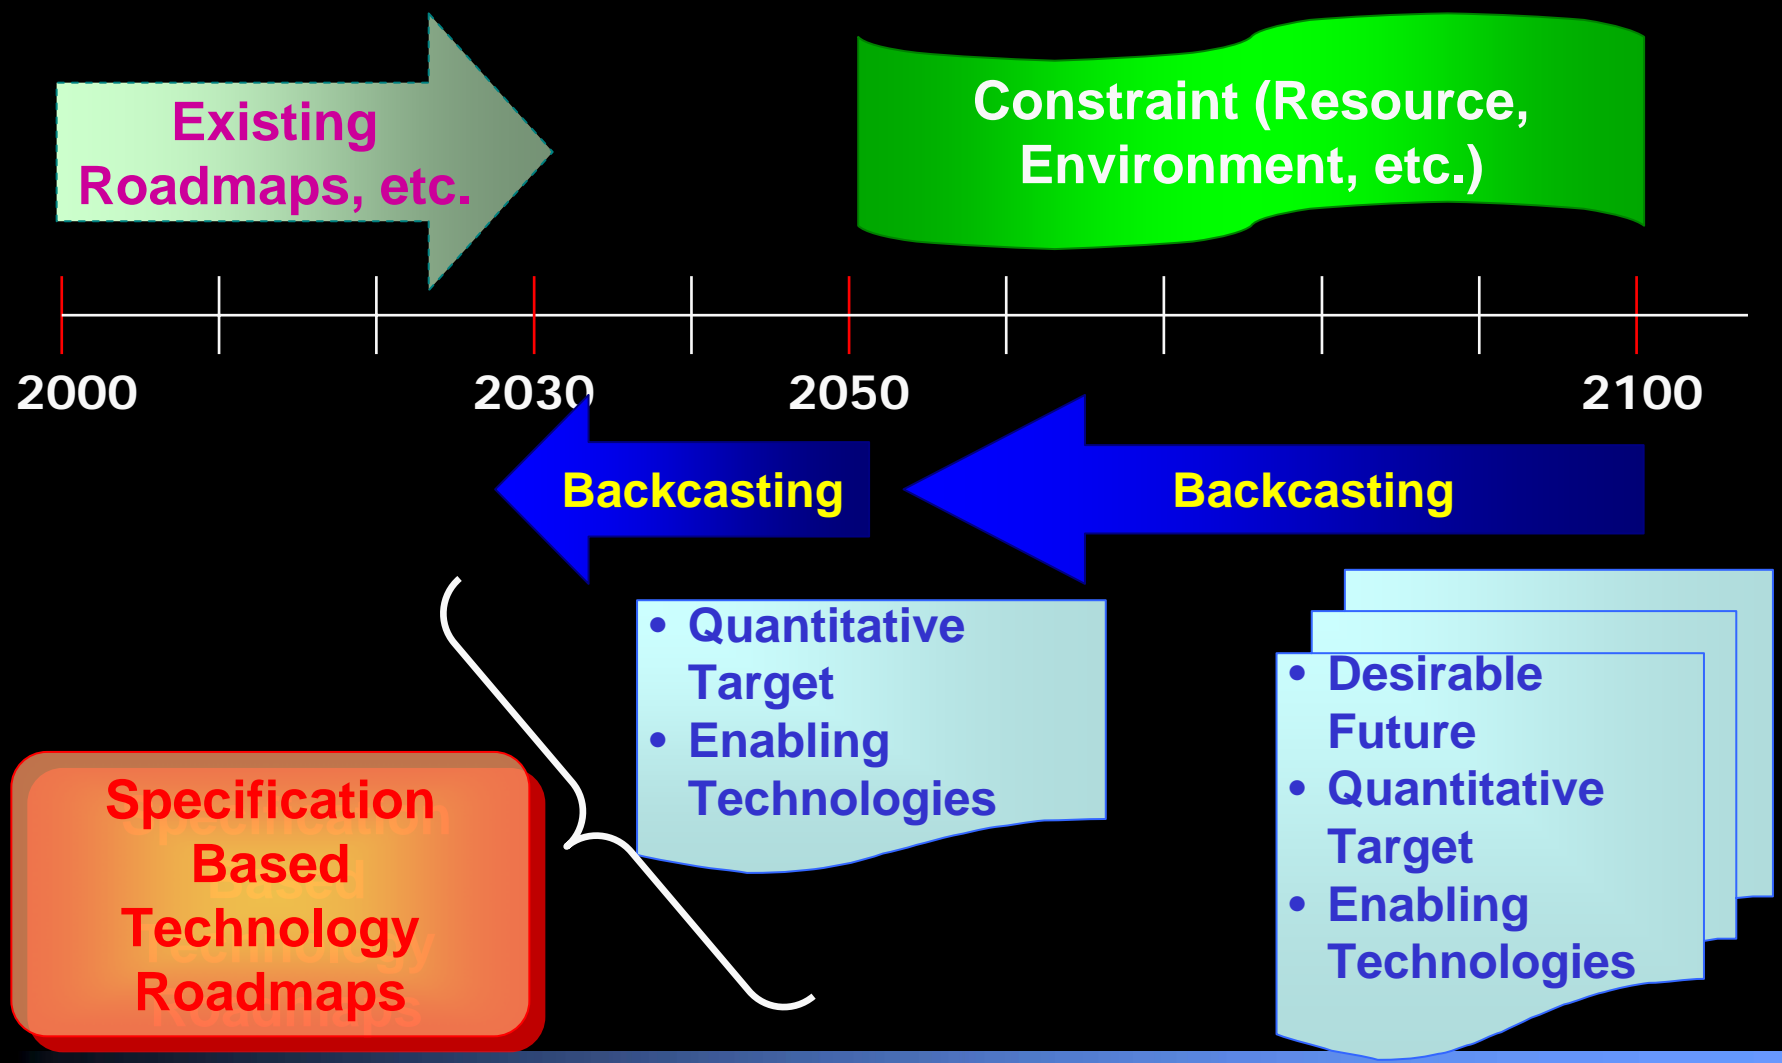 Existing
Roadmaps, etc.
Constraint (Resource,
Environment, etc.)
2000
2030
2050
2100
Backcasting
Backcasting
• Quantitative
Target
• Enabling
Technologies
• Desirable
Future
• Quantitative
Target
• Enabling
Technologies
Specification
Based
Technology
Roadmaps